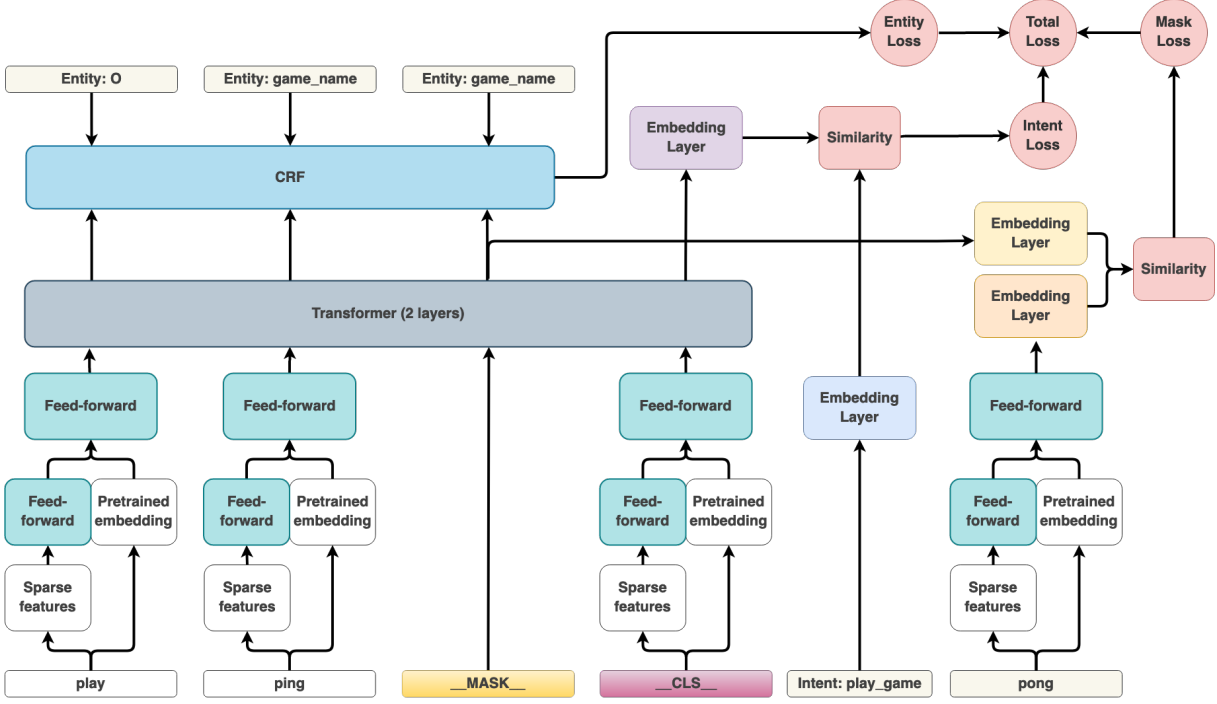 Entity
Loss
Total
Loss
Mask
Loss
Entity: O
Entity: game_name
Entity: game_name
Embedding
Layer
Similarity
Intent
Loss
CRF
Embedding
Layer
Similarity
Embedding
Layer
Transformer (2 layers)
Feed-forward
Feed-forward
Feed-forward
Embedding
Layer
Feed-forward
Feed-
forward
Pretrained
embedding
Feed-
forward
Pretrained
embedding
Feed-
forward
Pretrained
embedding
Feed-
forward
Pretrained
embedding
Sparse
features
Sparse
features
Sparse
features
Sparse
features
play
ping
__MASK__
__CLS__
Intent: play_game
pong